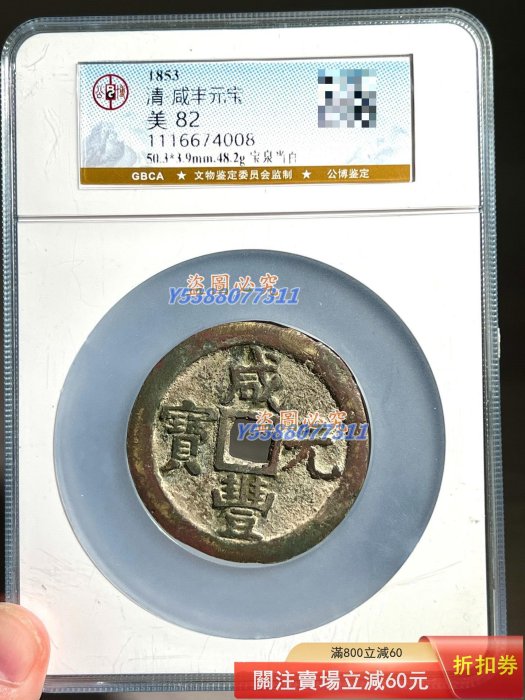 1853
清 咸丰元宝
美 82
1116674008
50.3*3.9mm.48.2g 宝泉当百
GBCA ★ 文物鉴定委员会监制 ★ 公博鉴定
盜圖必究
Y5388077311
咸
寶 元
豐
盜圖必究
Y5388077311
滿800立減60
關注賣場立減60元
折扣券